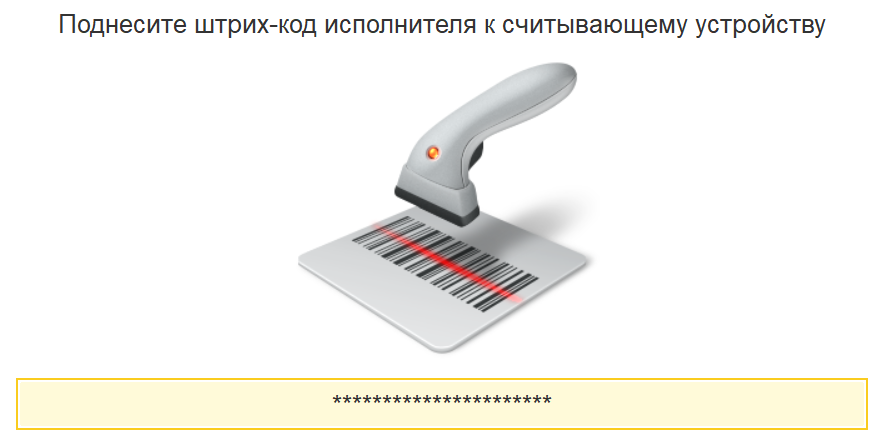 Поднесите штрих-код исполнителя к считывающему устройству
**********************